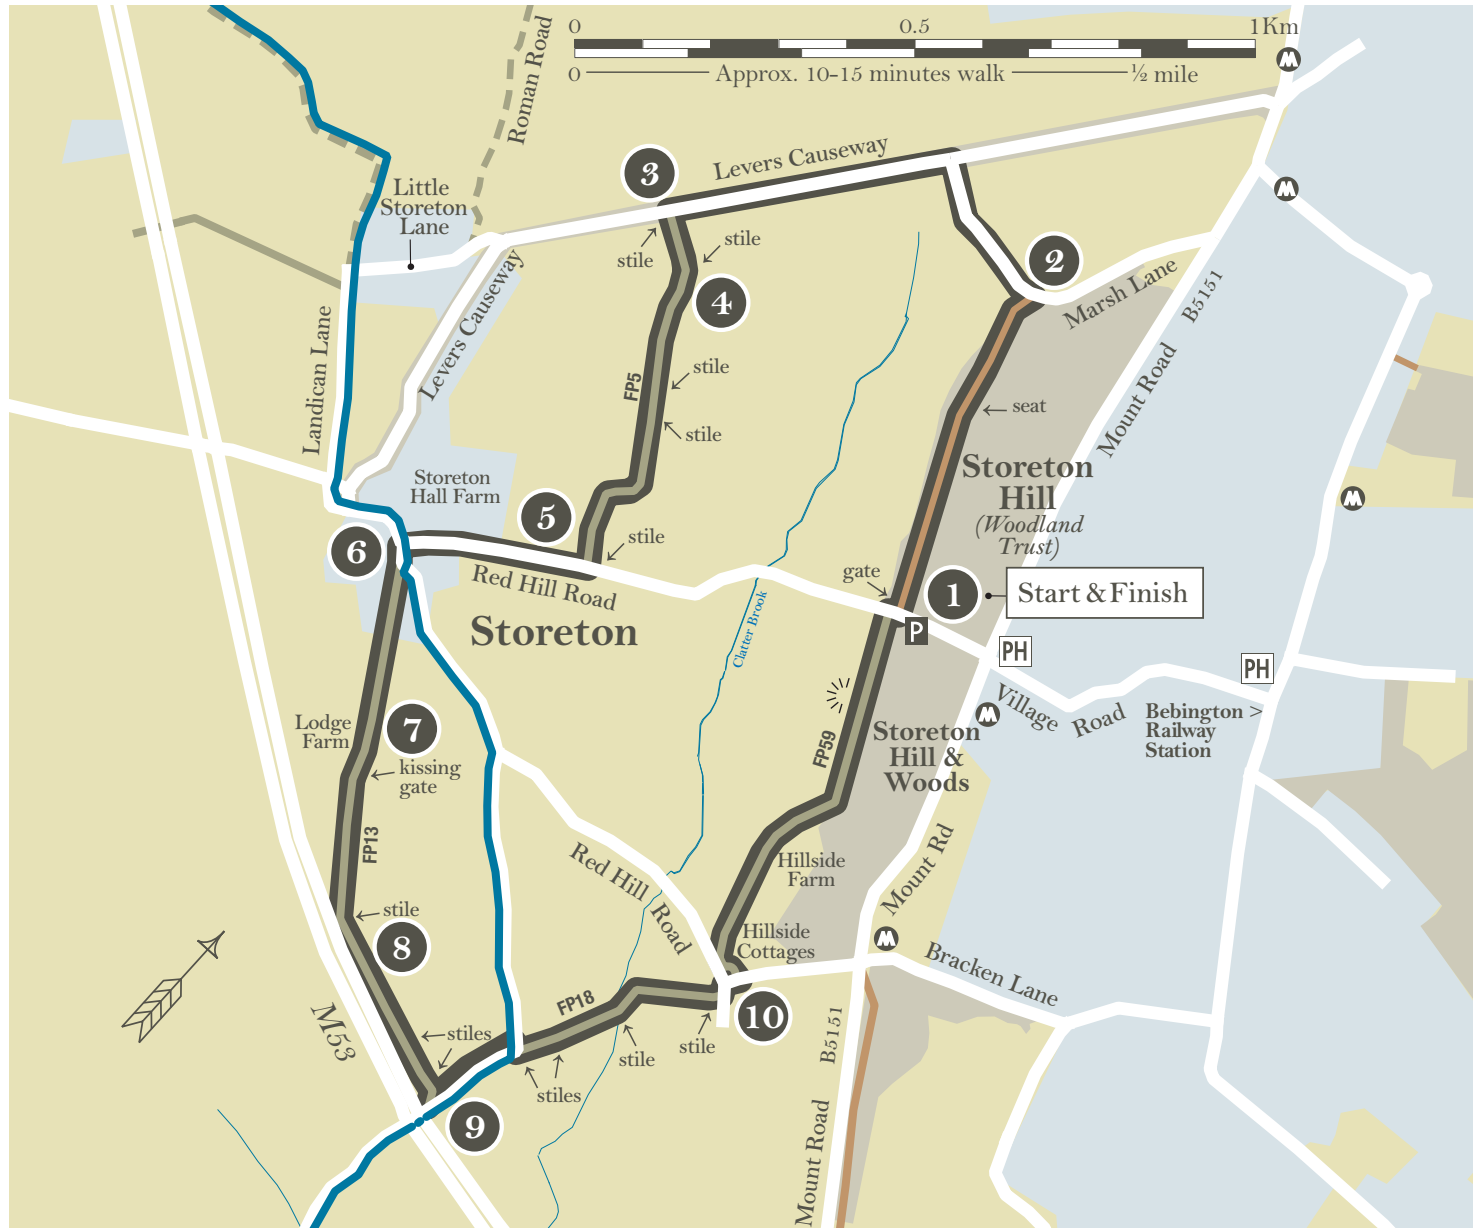 0 0.5 1Km
0 Approx. 10-15 minutes walk ½ mile
Roman Road
Levers Causeway
3
Little
Storeton
Lane
stile
stile
2
4
Marsh Lane
B5151
Landican Lane
Levers Causeway
FP5
stile
seat
Mount Road
stile
Storeton
Hill
(Woodland
Trust)
Storeton
Hall Farm
5
6
stile
Red Hill Road
gate
1
Start & Finish
P
Storeton
Clatter Brook
PH
PH
Village Road
Bebington >
Railway
Station
Lodge
Farm
7
kissing
gate
FP59
Storeton
Hill &
Woods
FP13
Red Hill Road
Hillside
Farm
Mount Rd
stile
8
Hillside
Cottages
Bracken Lane
M53
FP18
10
stiles
stile
stile
B5151
stiles
9
Mount Road
M
M
M
M
M